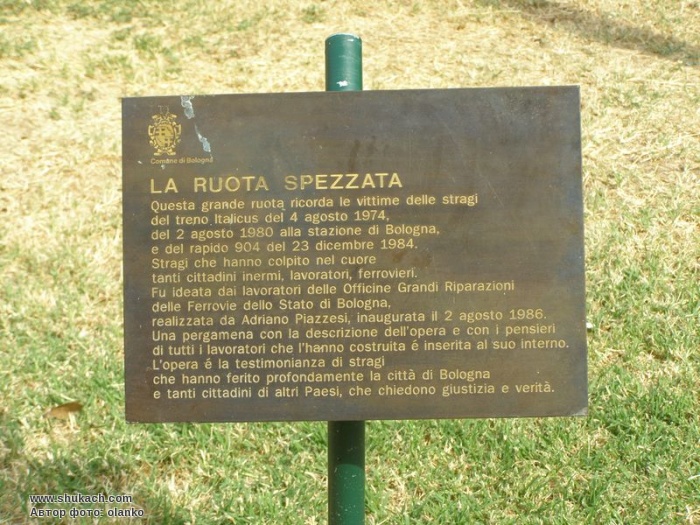 Comune di Bologna
LA RUOTA SPEZZATA
Questa grande ruota ricorda le vittime delle stragi
del treno Italicus del 4 agosto 1974,
del 2 agosto 1980 alla stazione di Bologna,
e del rapido 904 del 23 dicembre 1984.
Stragi che hanno colpito nel cuore
tanti cittadini inermi, lavoratori, ferrovieri.
Fu ideata dai lavoratori delle Officine Grandi Riparazioni
delle Ferrovie dello Stato di Bologna,
realizzata da Adriano Piazzesi, inaugurata il 2 agosto 1986.
Una pergamena con la descrizione dell'opera e con i pensieri
di tutti i lavoratori che l'hanno costruita é inserita al suo interno.
L'opera é la testimonianza di stragi
che hanno ferito profondamente la città di Bologna
e tanti cittadini di altri Paesi, che chiedono giustizia e verità.
www.shukach.com
Автор фото: olanko